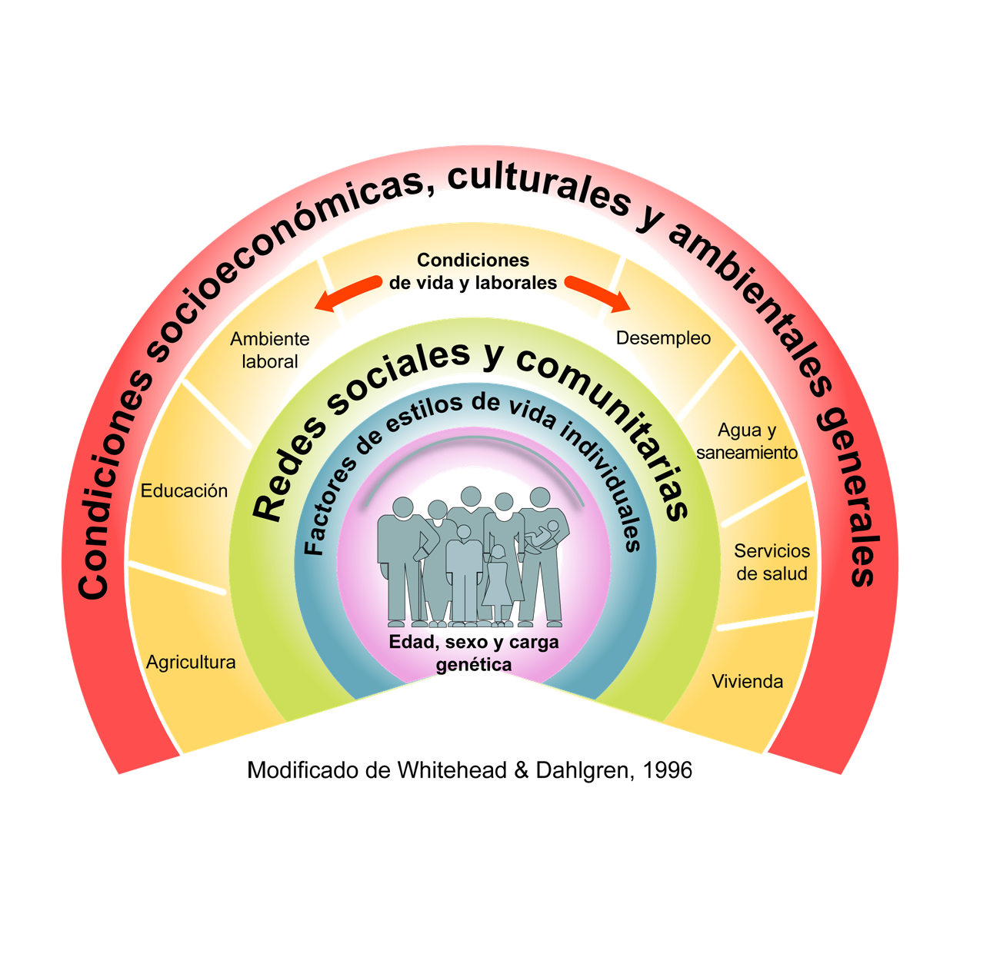 Condiciones socioeconómicas, culturales y ambientales generales
Condiciones
de vida y laborales
Ambiente
laboral
Desempleo
Educación
Agua y
saneamiento
Servicios
de salud
Agricultura
Vivienda
Redes sociales y comunitarias
Factores de estilos de vida individuales
Edad, sexo y carga
genética
Modificado de Whitehead & Dahlgren, 1996